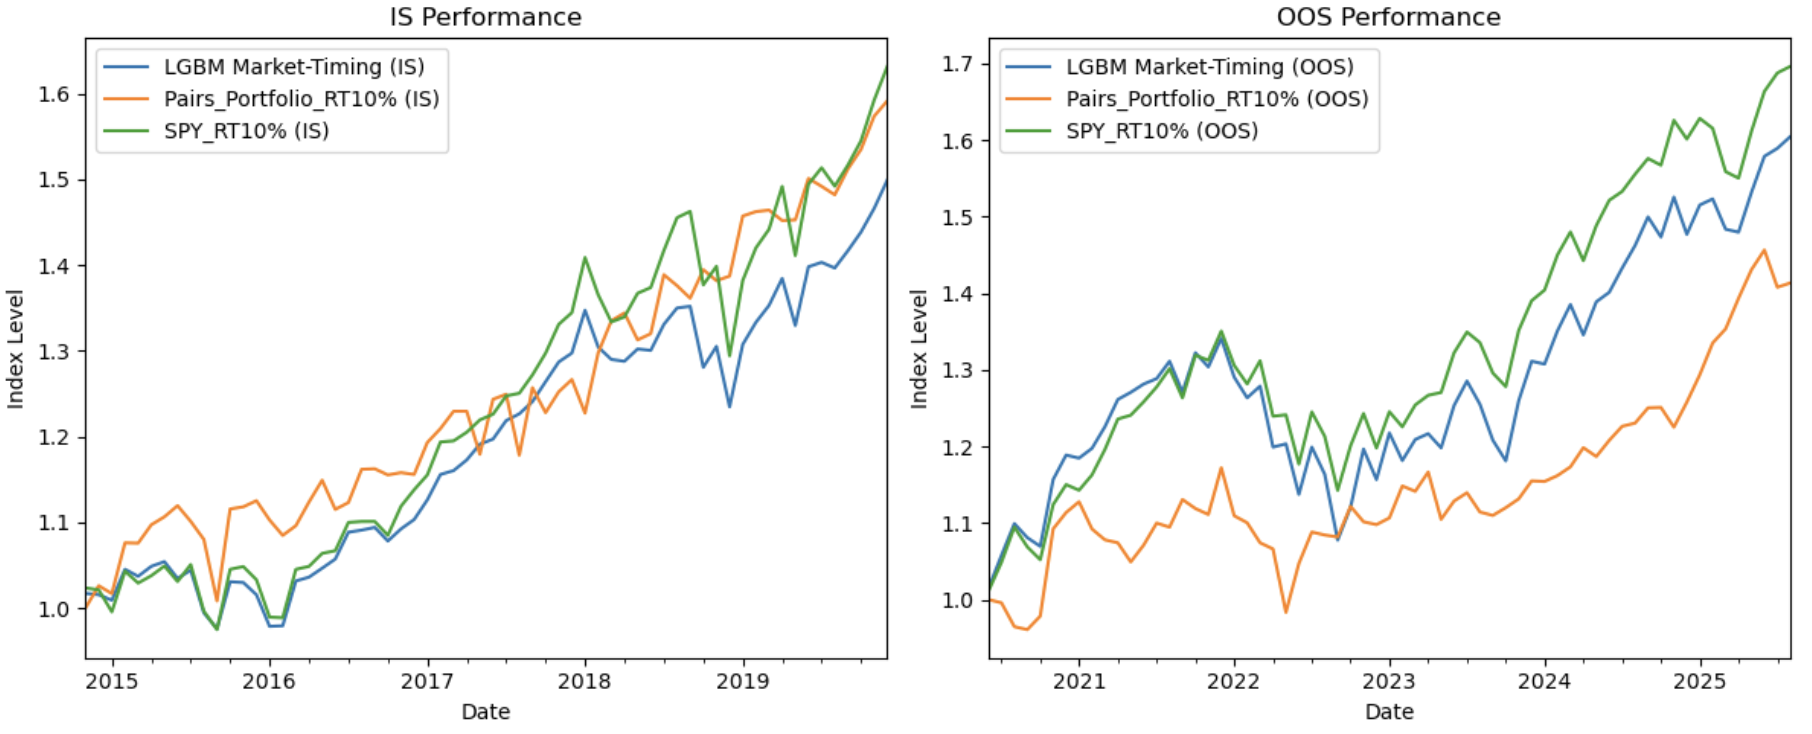 IS Performance
LGBM Market-Timing (IS)
Pairs_Portfolio_RT10% (IS)
SPY_RT10% (IS)
1.6
1.5
1.4
1.3
1.2
1.1
1.0
Index Level
2015 2016 2017 2018 2019
Date
OOS Performance
LGBM Market-Timing (OOS)
Pairs_Portfolio_RT10% (OOS)
SPY_RT10% (OOS)
1.7
1.6
1.5
1.4
1.3
1.2
1.1
1.0
Index Level
2021 2022 2023 2024 2025
Date